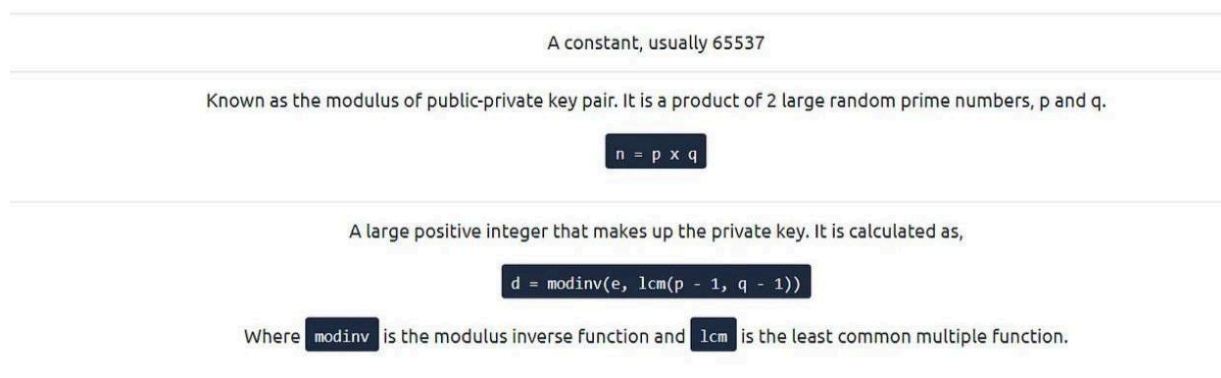 A constant, usually 65537
Known as the modulus of public-private key pair. It is a product of 2 large random prime numbers, p and q.
n = p x q
A large positive integer that makes up the private key. It is calculated as,
d = modinv(e, lcm(p - 1, q - 1))
Where modinv is the modulus inverse function and lcm is the least common multiple function.